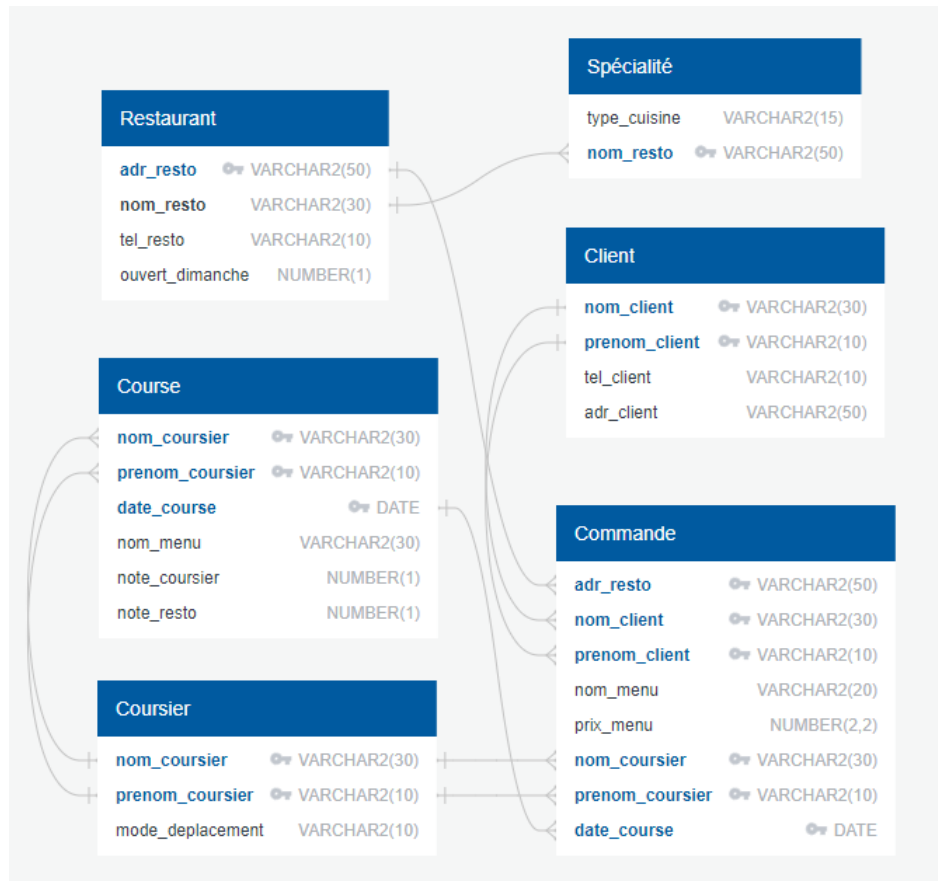 Restaurant
adr_resto VARCHAR2(50)
nom_resto VARCHAR2(30)
tel_resto VARCHAR2(10)
ouvert_dimanche NUMBER(1)
Spécialité
type_cuisine VARCHAR2(15)
nom_resto VARCHAR2(50)
Client
nom_client VARCHAR2(30)
prenom_client VARCHAR2(10)
tel_client VARCHAR2(10)
adr_client VARCHAR2(50)
Course
nom_coursier VARCHAR2(30)
prenom_coursier VARCHAR2(10)
date_course DATE
nom_menu VARCHAR2(30)
note_coursier NUMBER(1)
note_resto NUMBER(1)
Commande
adr_resto VARCHAR2(50)
nom_client VARCHAR2(30)
prenom_client VARCHAR2(10)
nom_menu VARCHAR2(20)
prix_menu NUMBER(2,2)
nom_coursier VARCHAR2(30)
prenom_coursier VARCHAR2(10)
date_course DATE
Coursier
nom_coursier VARCHAR2(30)
prenom_coursier VARCHAR2(10)
mode_deplacement VARCHAR2(10)